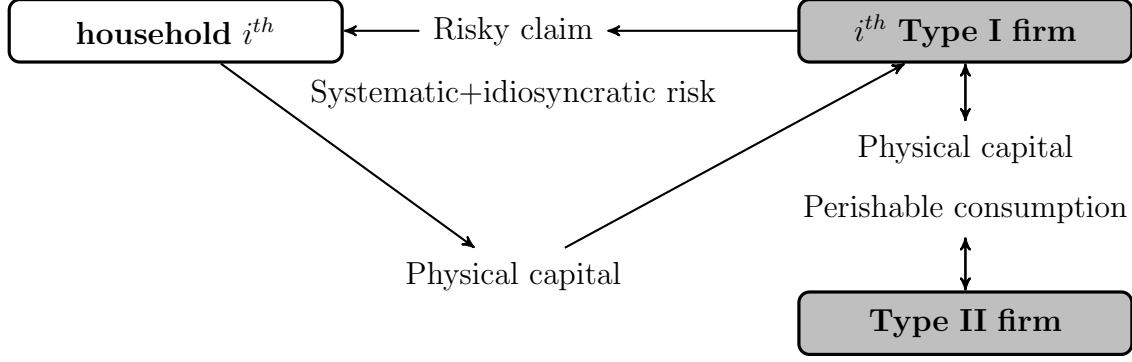 household i^{th}
Risky claim
i^{th} Type I firm
Systematic+idiosyncratic risk
Physical capital
Perishable consumption
Physical capital
Type II firm